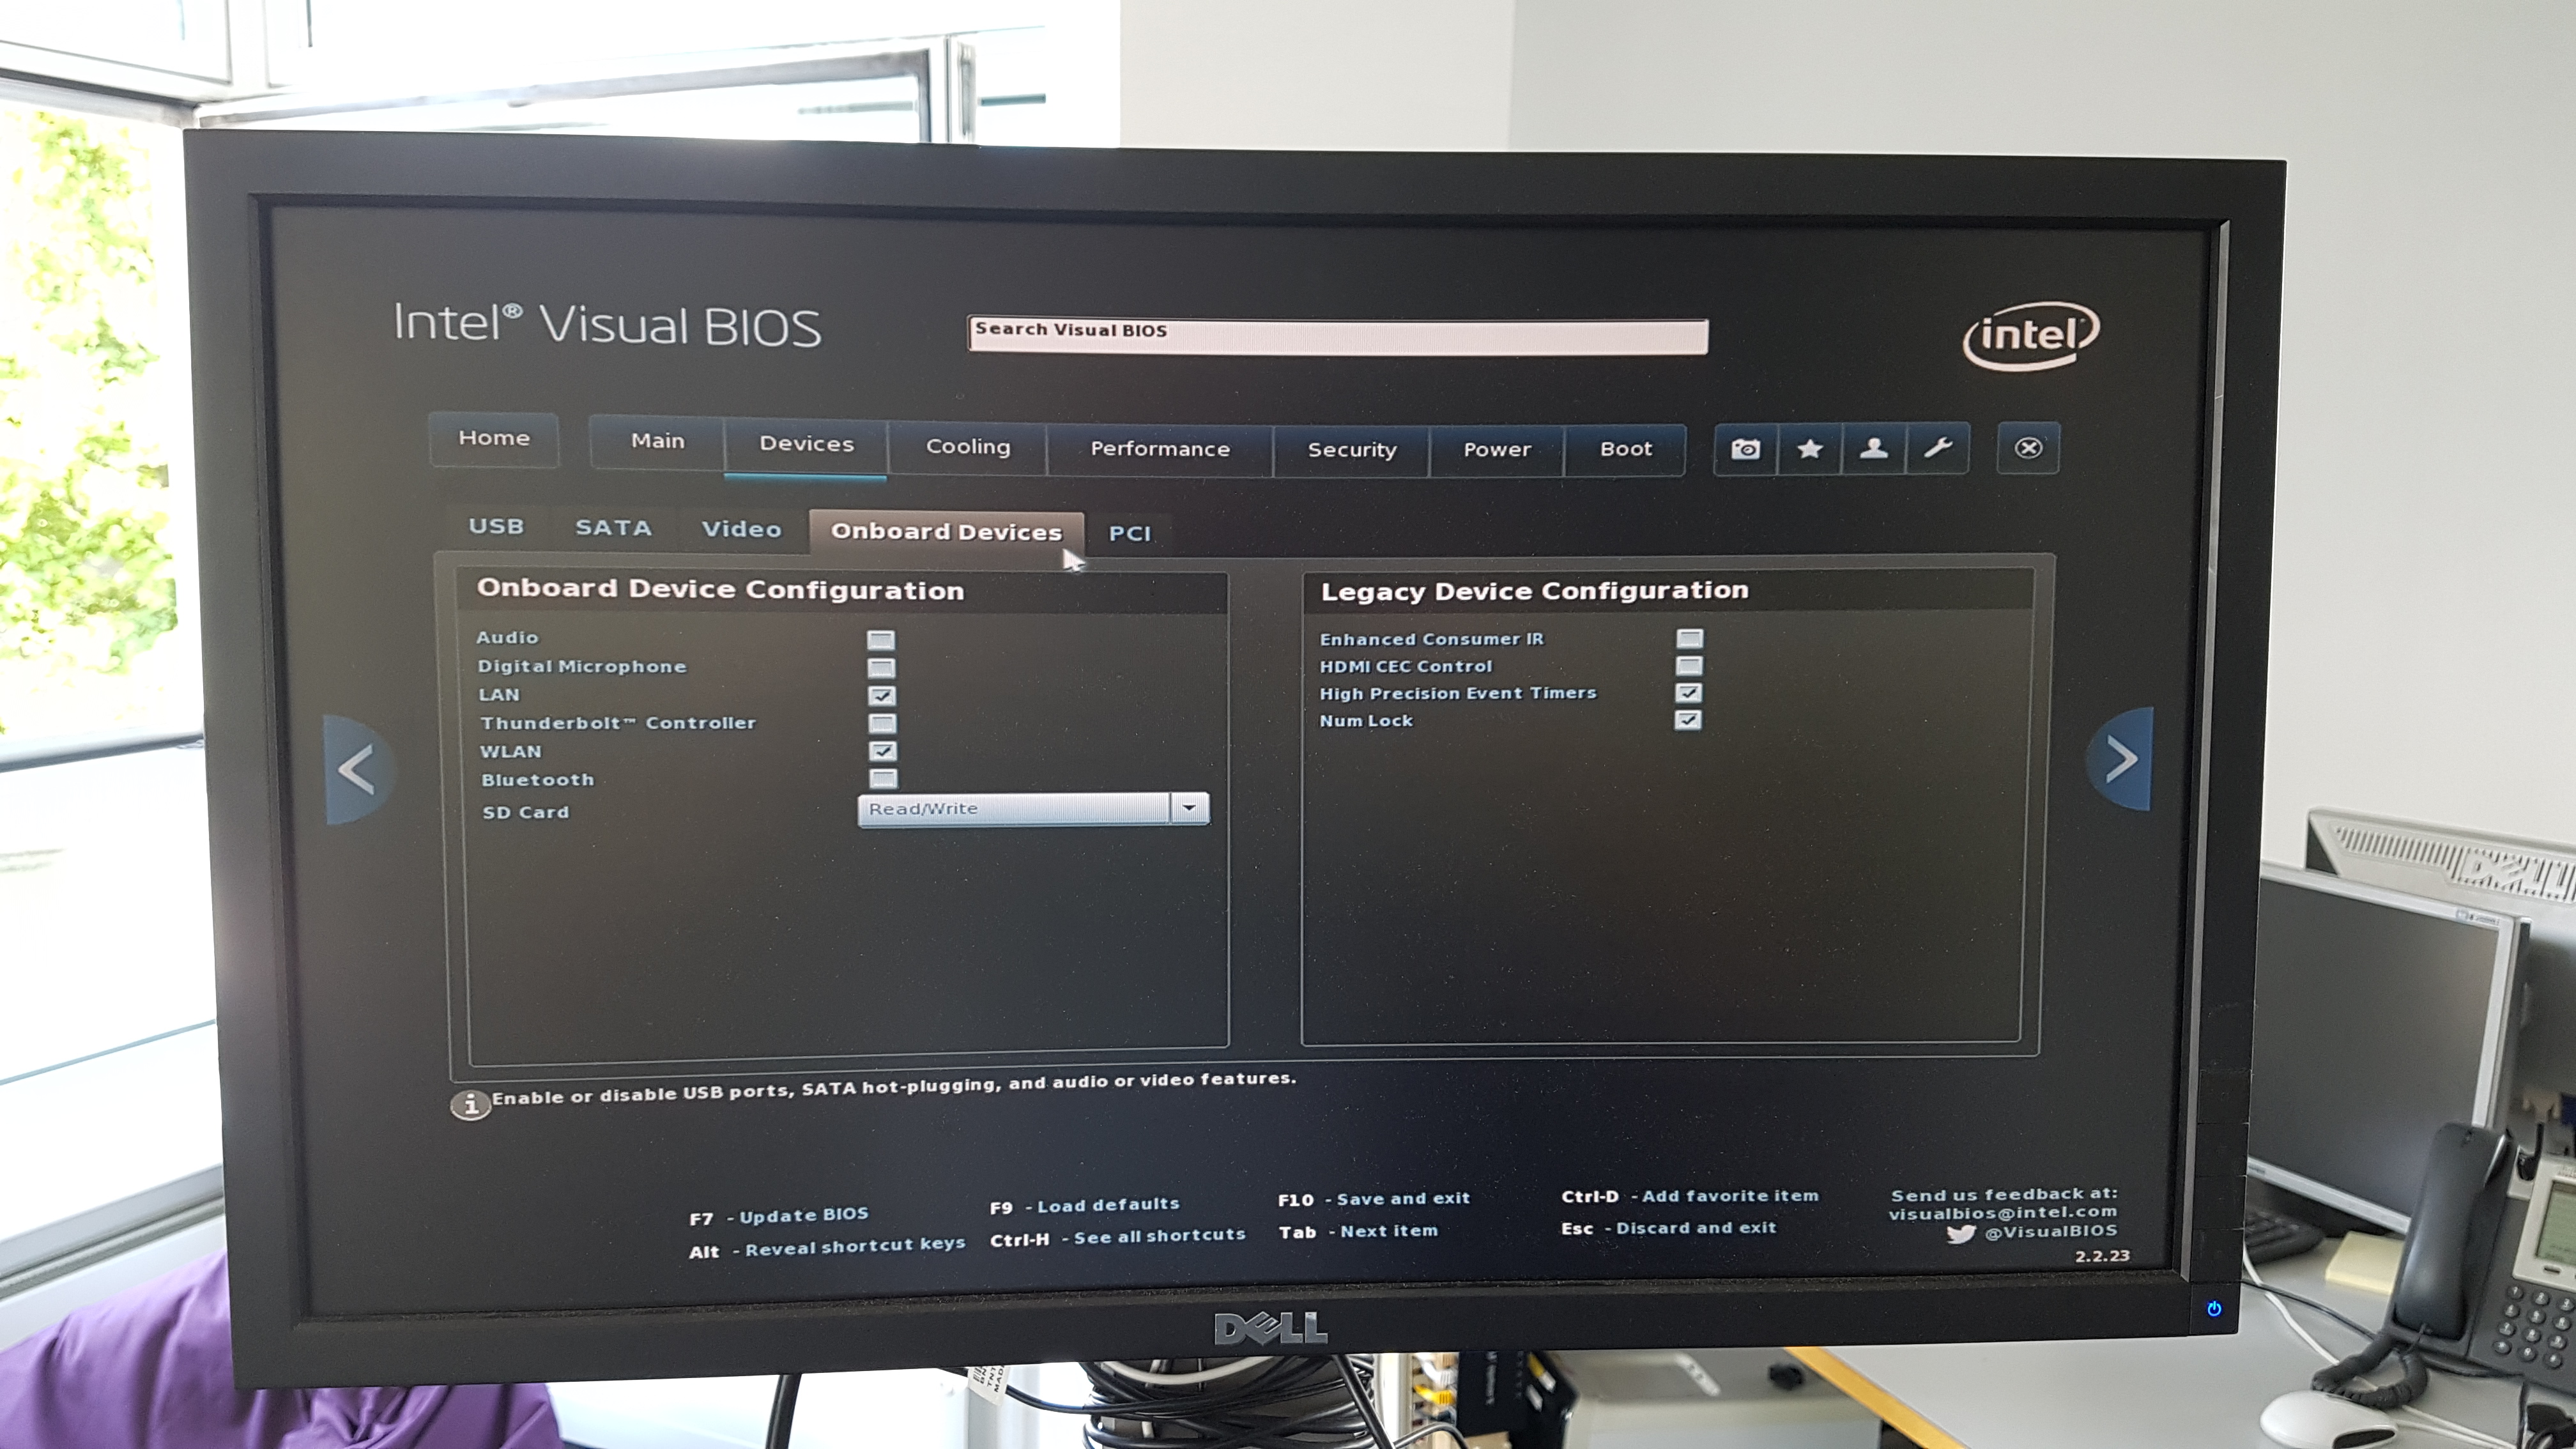 Intel® Visual BIOS
Search Visual BIOS
intel
Home Main Devices Cooling Performance Security Power Boot
USB SATA Video Onboard Devices PCI
Onboard Device Configuration
Audio
Digital Microphone
LAN
Thunderbolt™ Controller
WLAN
Bluetooth
SD Card Read/Write
Legacy Device Configuration
Enhanced Consumer IR
HDMI CEC Control
High Precision Event Timers
Num Lock
Enable or disable USB ports, SATA hot-plugging, and audio or video features.
F7 - Update BIOS
Alt - Reveal shortcut keys
F9 - Load defaults
Ctrl-H - See all shortcuts
F10 - Save and exit
Tab - Next item
Ctrl-D - Add favorite item
Esc - Discard and exit
Send us feedback at:
visualbios@intel.com
@VisualBIOS
2.2.23
DELL
DELL